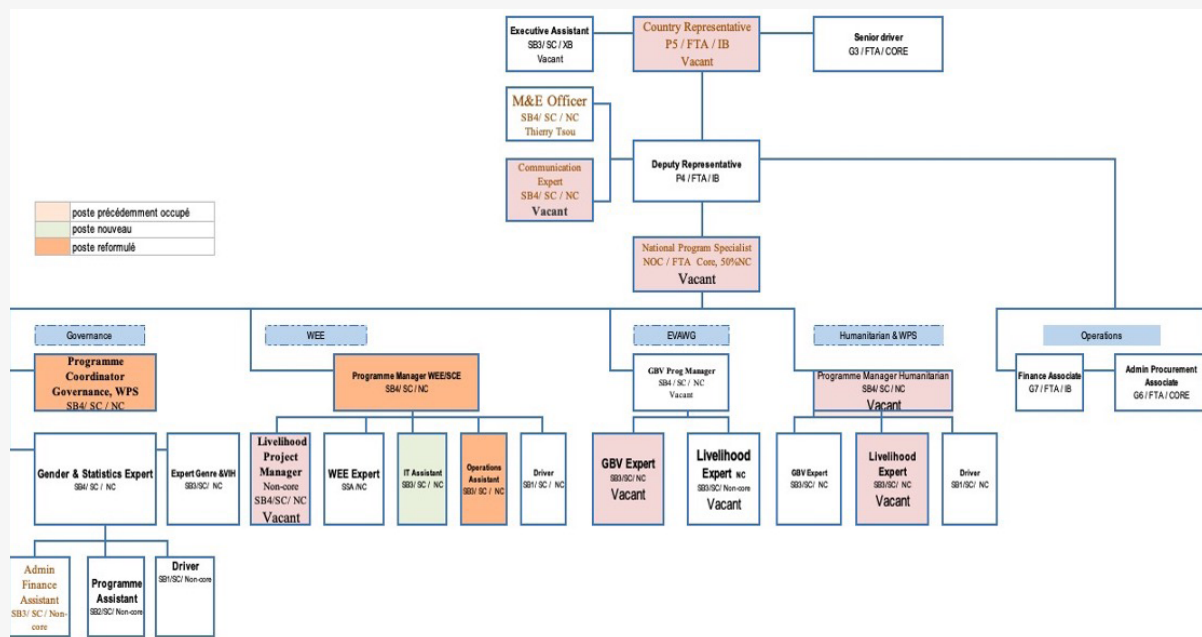 Executive Assistant
SB3/ SC / XB
Vacant
Country Representative
P5 / FTA / IB
Vacant
Senior driver
G3 / FTA / CORE
M&E Officer
SB4/ SC / NC
Thierry Tsou
Communication
Expert
SB4/ SC / NC
Vacant
Deputy Representative
P4 / FTA / IB
poste précédemment occupé
poste nouveau
poste reformulé
National Program Specialist
NOC / FTA Core, 50%NC
Vacant
Governance
WEE
EVAWG
Humanitarian & WPS
Operations
Programme
Coordinator
Governance, WPS
SB4/ SC / NC
Programme Manager WEE/SCE
SB4/ SC / NC
GBV Prog Manager
SB4 / SC / NC
Vacant
Programme Manager Humanitarian
SB4 / SC / NC
Vacant
Finance Associate
G7 / FTA / IB
Admin Procurement
Associate
G6 / FTA / CORE
Gender & Statistics Expert
SB4/ SC / NC
Expert Genre &VIH
SB3/SC/ NC
Livelihood
Project
Manager
Non-core
SB4/SC/ NC
Vacant
WEE Expert
SSA /NC
IT Assistant
SB3/ SC / NC
Operations
Assistant
SB3/ SC / NC
Driver
SB1/ SC / NC
GBV Expert
SB3/SC/ NC
Vacant
Livelihood
Expert NC
SB3/SC/ Non-core
Vacant
GBV Expert
SB3/SC/ NC
Livelihood
Expert
SB3/SC/ NC
Vacant
Driver
SB1/SC/ NC
Admin
Finance
Assistant
SB3/ SC / Non-
core
Programme
Assistant
SB2/SC/ Non-core
Driver
SB1/SC/ Non-core